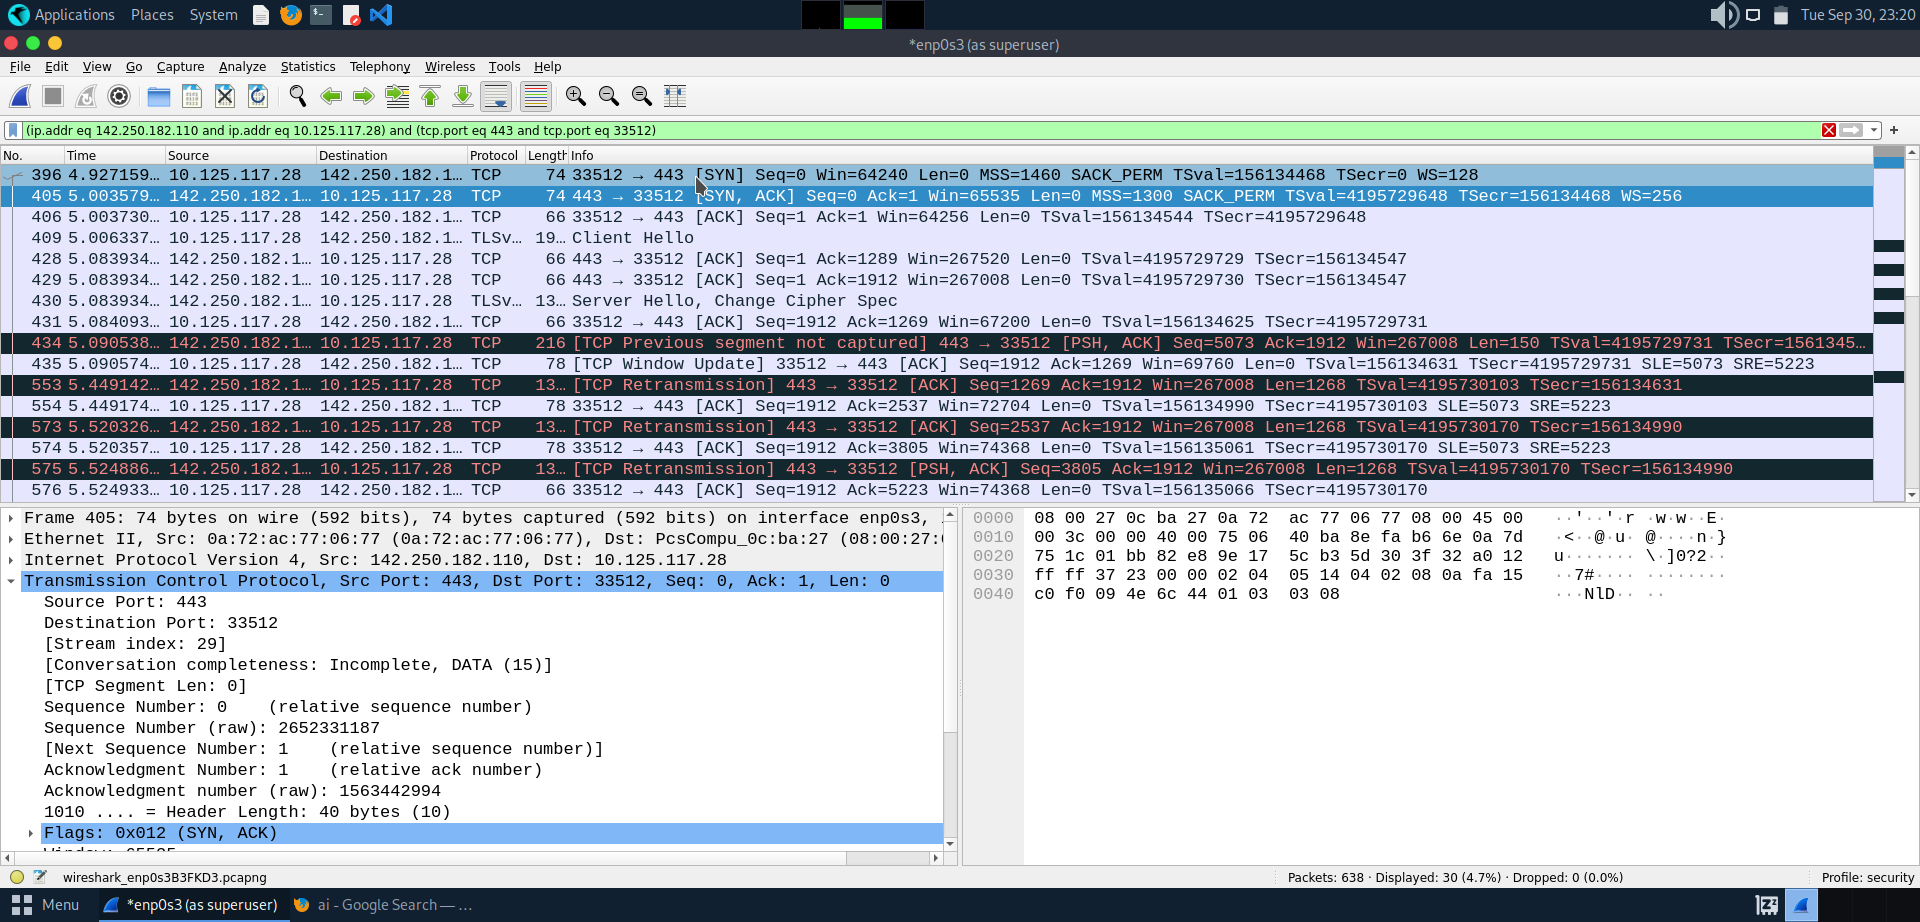 Applications Places System Tue Sep 30, 23:20
*enp0s3 (as superuser)
File Edit View Go Capture Analyze Statistics Telephony Wireless Tools Help
(ip.addr eq 142.250.182.110 and ip.addr eq 10.125.117.28) and (tcp.port eq 443 and tcp.port eq 33512)
No. Time Source Destination Protocol Length Info
396 4.927159… 10.125.117.28 142.250.182.1… TCP 74 33512 → 443 [SYN] Seq=0 Win=64240 Len=0 MSS=1460 SACK_PERM TSval=156134468 TSecr=0 WS=128
405 5.003579… 142.250.182.1… 10.125.117.28 TCP 74 443 → 33512 [SYN, ACK] Seq=0 Ack=1 Win=65535 Len=0 MSS=1300 SACK_PERM TSval=4195729648 TSecr=156134468 WS=256
406 5.003730… 10.125.117.28 142.250.182.1… TCP 66 33512 → 443 [ACK] Seq=1 Ack=1 Win=64256 Len=0 TSval=156134544 TSecr=4195729648
409 5.006337… 10.125.117.28 142.250.182.1… TLSv… 19… Client Hello
428 5.083934… 142.250.182.1… 10.125.117.28 TCP 66 443 → 33512 [ACK] Seq=1 Ack=1289 Win=267520 Len=0 TSval=4195729729 TSecr=156134547
429 5.083934… 142.250.182.1… 10.125.117.28 TCP 66 443 → 33512 [ACK] Seq=1 Ack=1912 Win=267008 Len=0 TSval=4195729730 TSecr=156134547
430 5.083934… 142.250.182.1… 10.125.117.28 TLSv… 13… Server Hello, Change Cipher Spec
431 5.084093… 10.125.117.28 142.250.182.1… TCP 66 33512 → 443 [ACK] Seq=1912 Ack=1269 Win=67200 Len=0 TSval=156134625 TSecr=4195729731
434 5.090538… 142.250.182.1… 10.125.117.28 TCP 216 [TCP Previous segment not captured] 443 → 33512 [PSH, ACK] Seq=5073 Ack=1912 Win=267008 Len=150 TSval=4195729731 TSecr=1561345…
435 5.090574… 10.125.117.28 142.250.182.1… TCP 78 [TCP Window Update] 33512 → 443 [ACK] Seq=1912 Ack=1269 Win=69760 Len=0 TSval=156134631 TSecr=4195729731 SLE=5073 SRE=5223
553 5.449142… 142.250.182.1… 10.125.117.28 TCP 13… [TCP Retransmission] 443 → 33512 [ACK] Seq=1269 Ack=1912 Win=267008 Len=1268 TSval=4195730103 TSecr=156134631
554 5.449174… 10.125.117.28 142.250.182.1… TCP 78 33512 → 443 [ACK] Seq=1912 Ack=2537 Win=72704 Len=0 TSval=156134990 TSecr=4195730103 SLE=5073 SRE=5223
573 5.520326… 142.250.182.1… 10.125.117.28 TCP 13… [TCP Retransmission] 443 → 33512 [ACK] Seq=2537 Ack=1912 Win=267008 Len=1268 TSval=4195730170 TSecr=156134990
574 5.520357… 10.125.117.28 142.250.182.1… TCP 78 33512 → 443 [ACK] Seq=1912 Ack=3805 Win=74368 Len=0 TSval=156135061 TSecr=4195730170 SLE=5073 SRE=5223
575 5.524886… 142.250.182.1… 10.125.117.28 TCP 13… [TCP Retransmission] 443 → 33512 [PSH, ACK] Seq=3805 Ack=1912 Win=267008 Len=1268 TSval=4195730170 TSecr=156134990
576 5.524933… 10.125.117.28 142.250.182.1… TCP 66 33512 → 443 [ACK] Seq=1912 Ack=5223 Win=74368 Len=0 TSval=156135066 TSecr=4195730170
Frame 405: 74 bytes on wire (592 bits), 74 bytes captured (592 bits) on interface enp0s3,
Ethernet II, Src: 0a:72:ac:77:06:77 (0a:72:ac:77:06:77), Dst: PcsCompu_0c:ba:27 (08:00:27:0
Internet Protocol Version 4, Src: 142.250.182.110, Dst: 10.125.117.28
Transmission Control Protocol, Src Port: 443, Dst Port: 33512, Seq: 0, Ack: 1, Len: 0
Source Port: 443
Destination Port: 33512
[Stream index: 29]
[Conversation completeness: Incomplete, DATA (15)]
[TCP Segment Len: 0]
Sequence Number: 0 (relative sequence number)
Sequence Number (raw): 2652331187
[Next Sequence Number: 1 (relative sequence number)]
Acknowledgment Number: 1 (relative ack number)
Acknowledgment number (raw): 1563442994
1010 .... = Header Length: 40 bytes (10)
Flags: 0x012 (SYN, ACK)
Window: 65535
0000 08 00 27 0c ba 27 0a 72 ac 77 06 77 08 00 45 00 ··'··'·r ·w·w··E·
0010 00 3c 00 00 40 00 75 06 40 ba 8e fa b6 6e 0a 7d ·<··@·u· @····n·}
0020 75 1c 01 bb 82 e8 9e 17 5c b3 5d 30 3f 32 a0 12 u······· \·]0?2··
0030 ff ff 37 23 00 00 02 04 05 14 04 02 08 0a fa 15 ··7#···· ········
0040 c0 f0 09 4e 6c 44 01 03 03 08 ···NlD·· ··
wireshark_enp0s3B3FKD3.pcapng Packets: 638 · Displayed: 30 (4.7%) · Dropped: 0 (0.0%) Profile: security
Menu *enp0s3 (as superuser) ai - Google Search — …